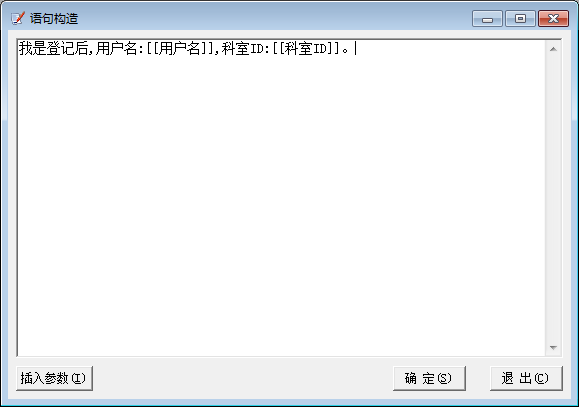 语句构造
我是登记后,用户名:[[用户名]],科室ID:[[科室ID]]。
插入参数(I)
确 定(S)
退 出(C)